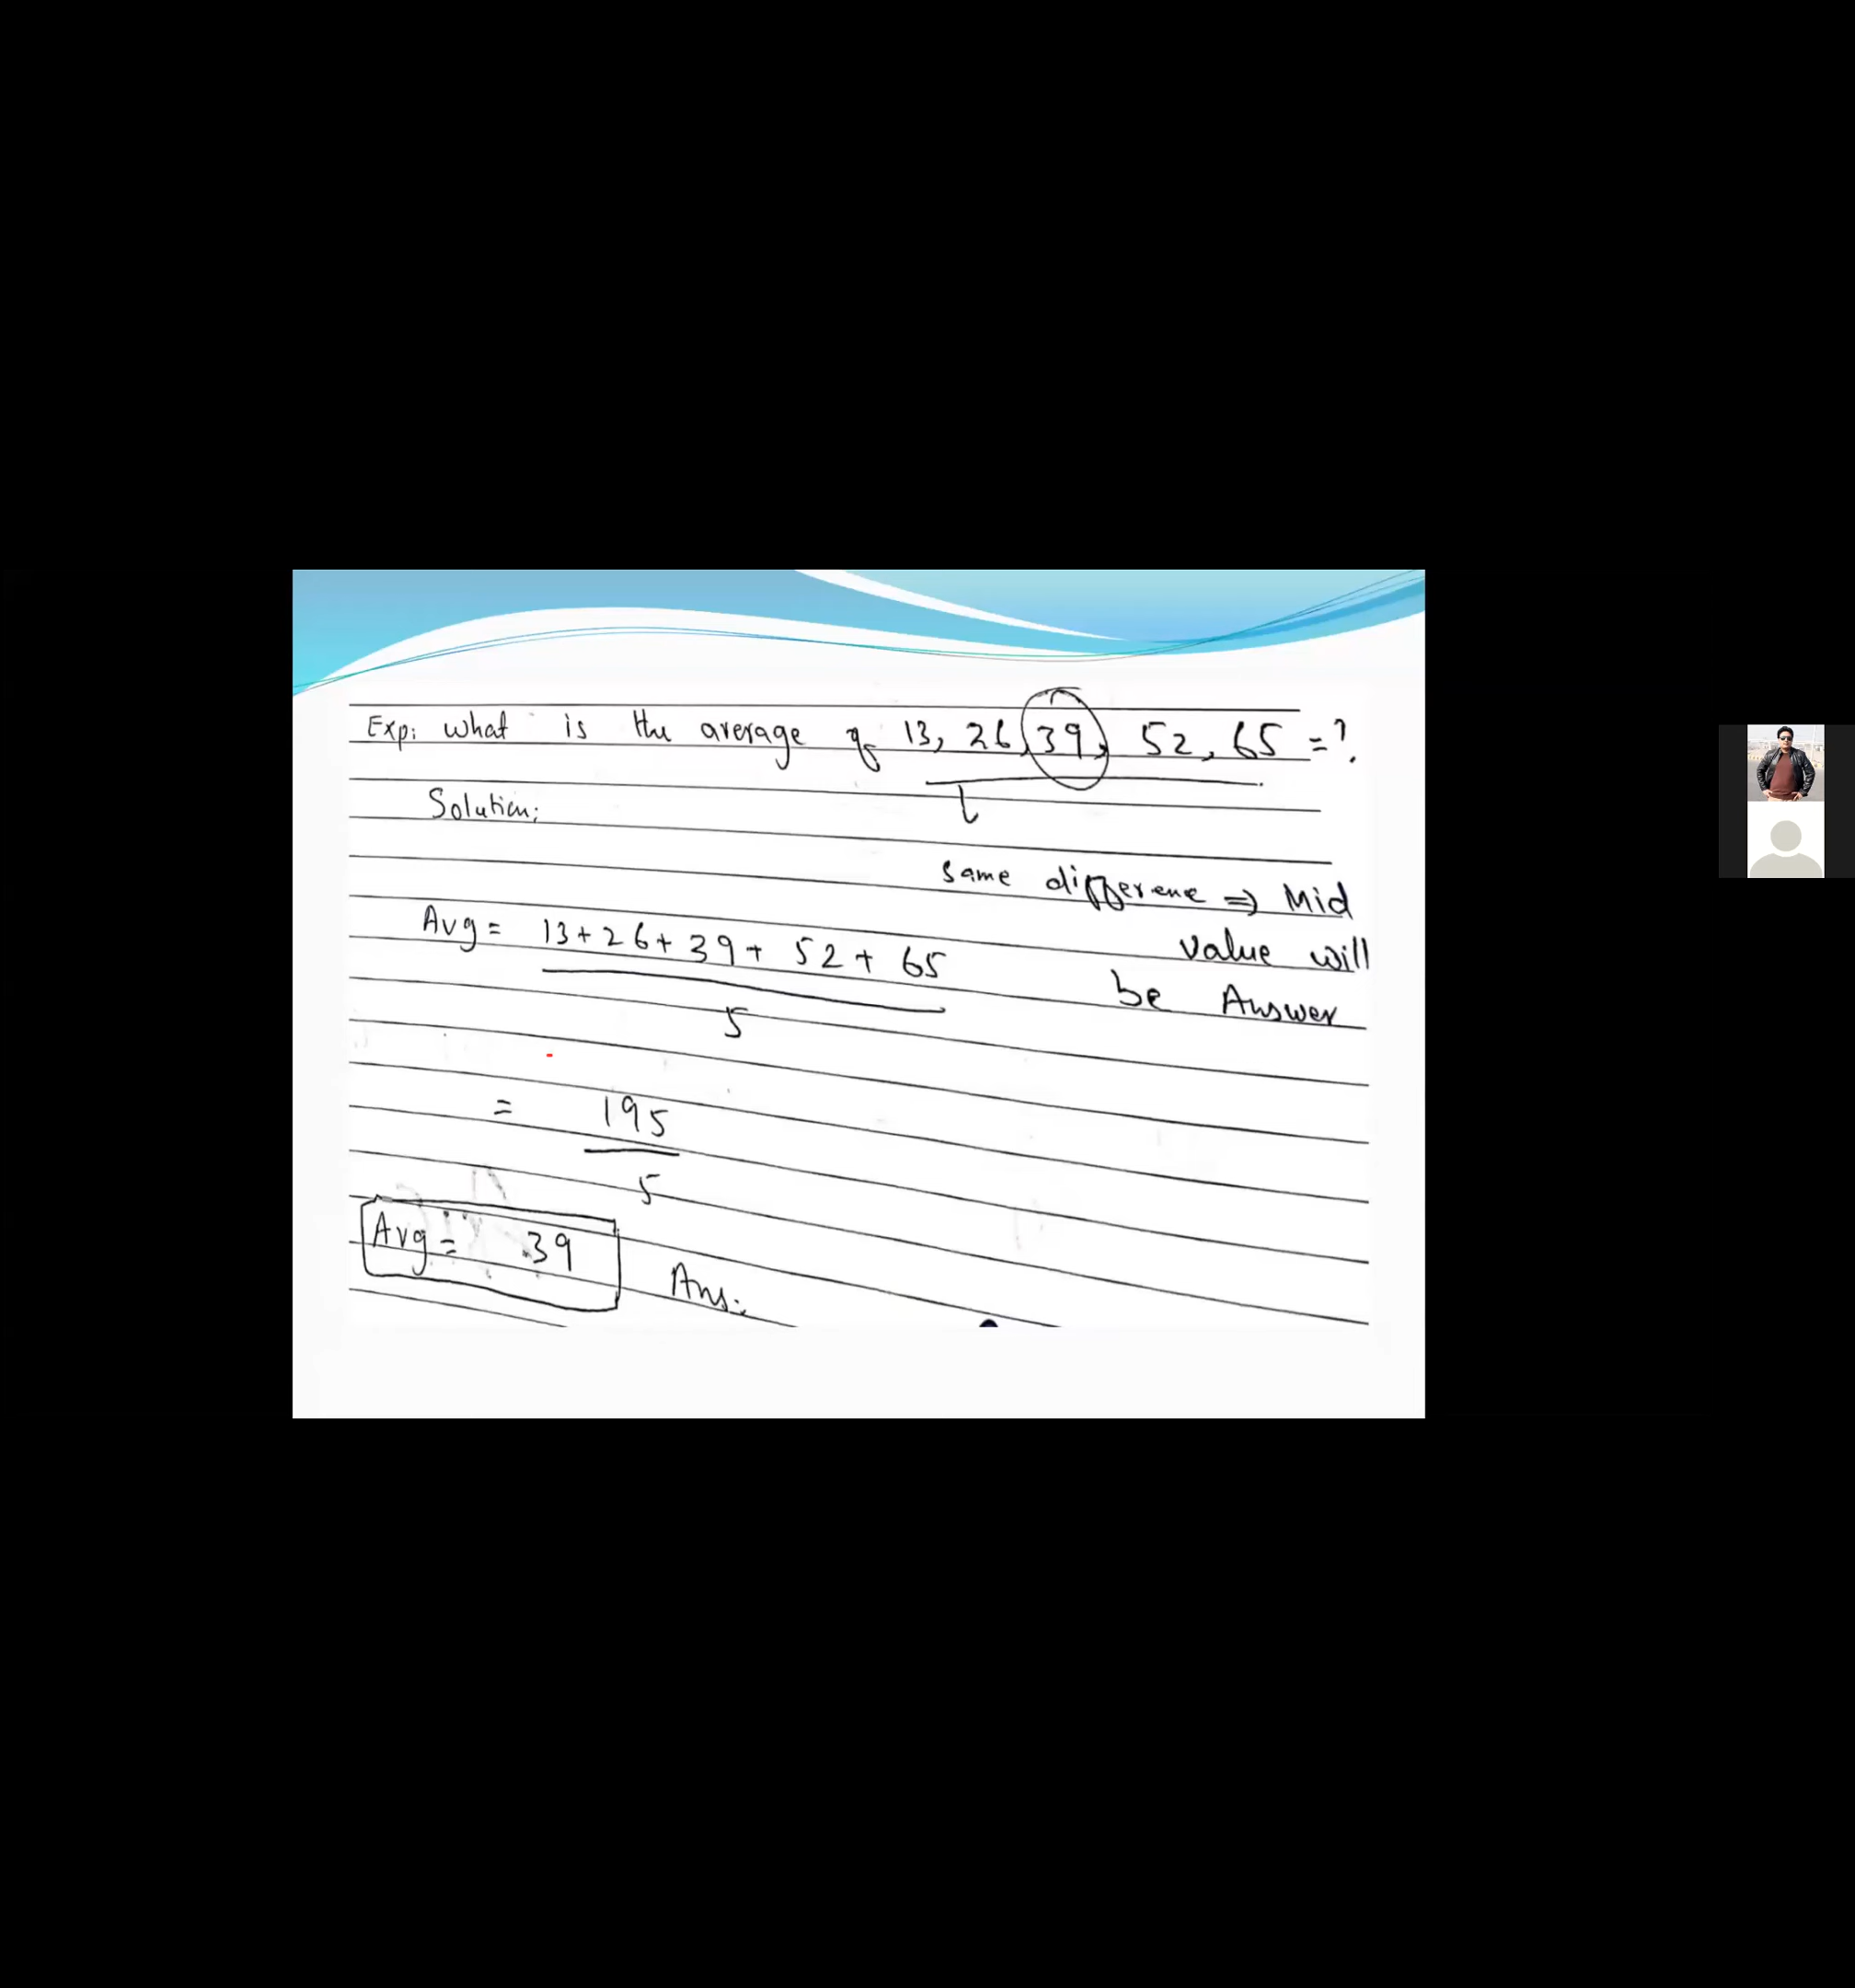 Exp: what is the average of 13, 26, 39, 52, 65 = ?.
Solution:
same difference ⇒ Mid
value will
be Answer
Avg = 13+26+39+52+65
5
= 195
5
Avg = 39
Ans: